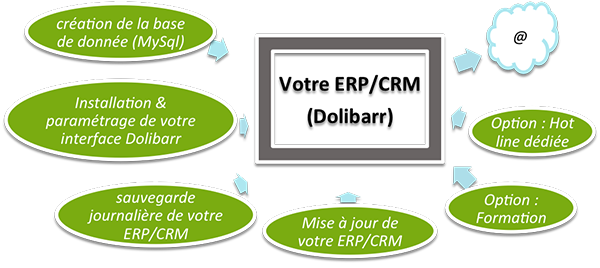 création de la base
de donnée (MySql)
@
Votre ERP/CRM
(Dolibarr)
Installation &
paramétrage de votre
interface Dolibarr
Option : Hot
line dédiée
sauvegarde
journalière de votre
ERP/CRM
Mise à jour de
votre ERP/CRM
Option :
Formation